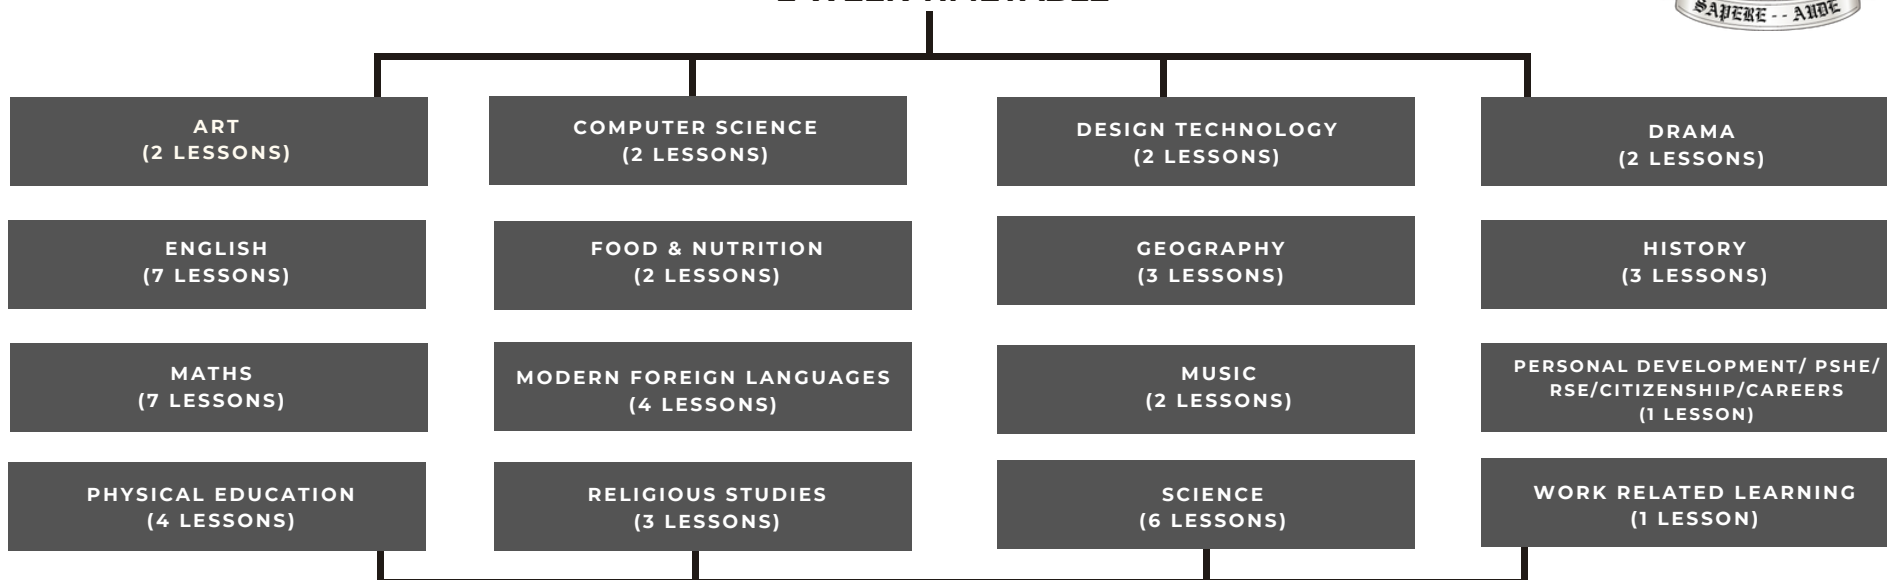 SAPERE -- AUDE
ART
(2 LESSONS)
COMPUTER SCIENCE
(2 LESSONS)
DESIGN TECHNOLOGY
(2 LESSONS)
DRAMA
(2 LESSONS)
ENGLISH
(7 LESSONS)
FOOD & NUTRITION
(2 LESSONS)
GEOGRAPHY
(3 LESSONS)
HISTORY
(3 LESSONS)
MATHS
(7 LESSONS)
MODERN FOREIGN LANGUAGES
(4 LESSONS)
MUSIC
(2 LESSONS)
PERSONAL DEVELOPMENT/ PSHE/
RSE/CITIZENSHIP/CAREERS
(1 LESSON)
PHYSICAL EDUCATION
(4 LESSONS)
RELIGIOUS STUDIES
(3 LESSONS)
SCIENCE
(6 LESSONS)
WORK RELATED LEARNING
(1 LESSON)